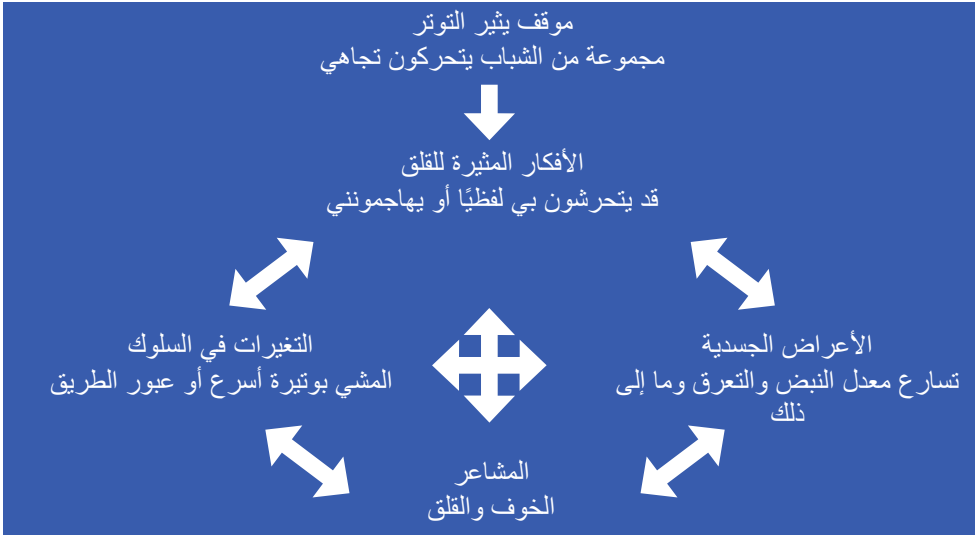 موقف يثير التوتر
مجموعة من الشباب يتحركون تجاهي
الأفكار المثيرة للقلق
قد يتحرشون بي لفظيًا أو يهاجمونني
الأعراض الجسدية
تسارع معدل النبض والتعرق وما إلى
ذلك
التغيرات في السلوك
المشي بوتيرة أسرع أو عبور الطريق
المشاعر
الخوف والقلق